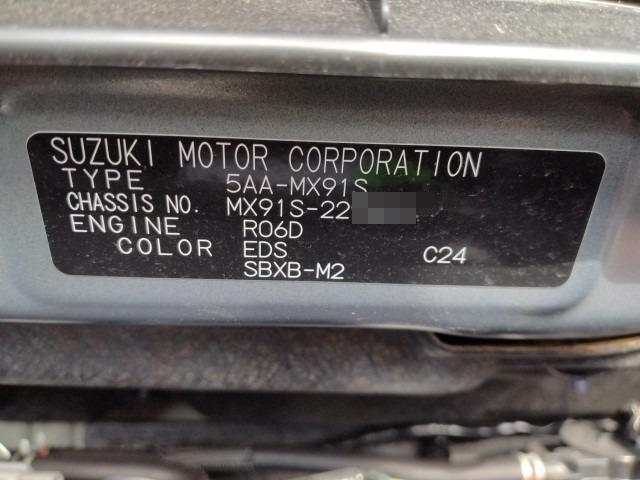 SUZUKI MOTOR CORPORATION
TYPE 5AA-MX91S
CHASSIS NO. MX91S-22
ENGINE R06D
COLOR EDS C24
SBXB-M2